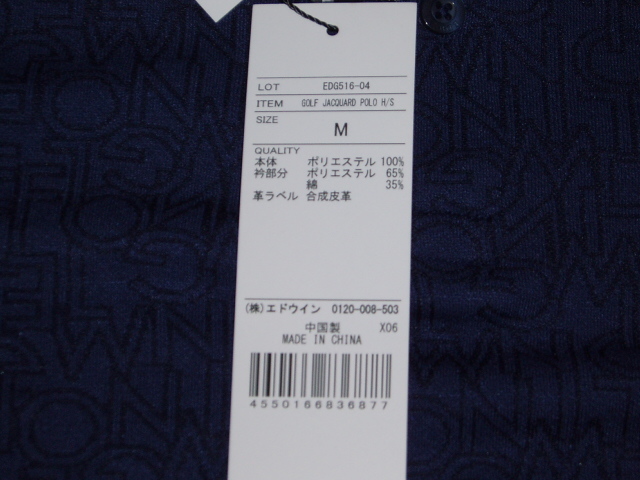 LOT EDG516-04
ITEM GOLF JACQUARD POLO H/S
SIZE
M
QUALITY
本体 ポリエステル 100%
衿部分 ポリエステル 65%
綿 35%
革ラベル 合成皮革
(株)エドウイン 0120-008-503
中国製 X06
MADE IN CHINA
4550166836877